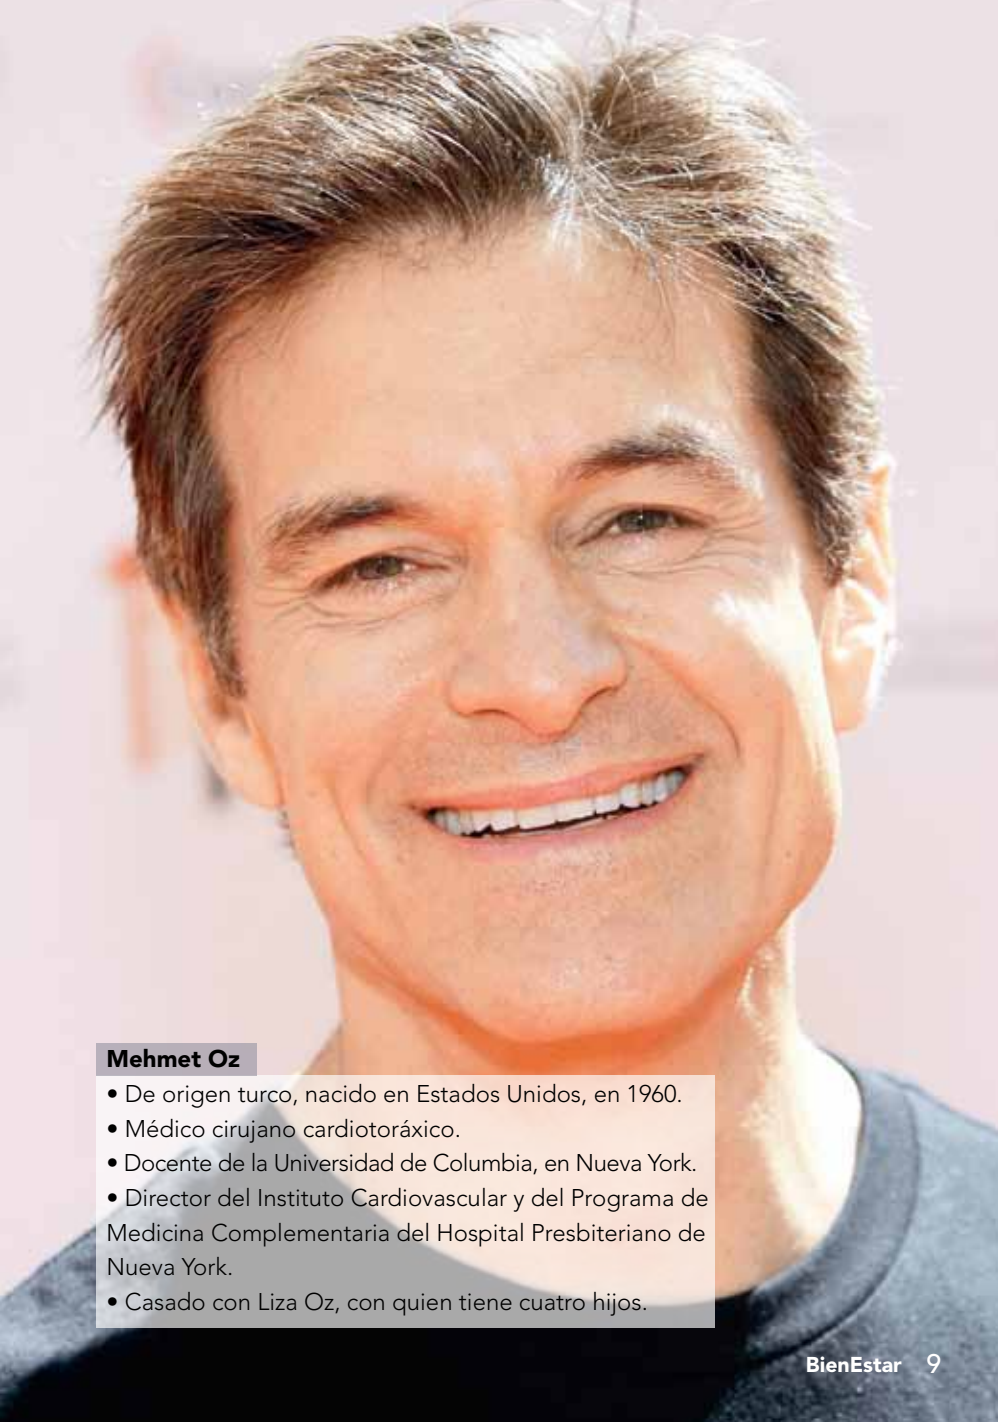 Mehmet Oz
• De origen turco, nacido en Estados Unidos, en 1960.
• Médico cirujano cardiotoráxico.
• Docente de la Universidad de Columbia, en Nueva York.
• Director del Instituto Cardiovascular y del Programa de
Medicina Complementaria del Hospital Presbiteriano de
Nueva York.
• Casado con Liza Oz, con quien tiene cuatro hijos.
BienEstar 9